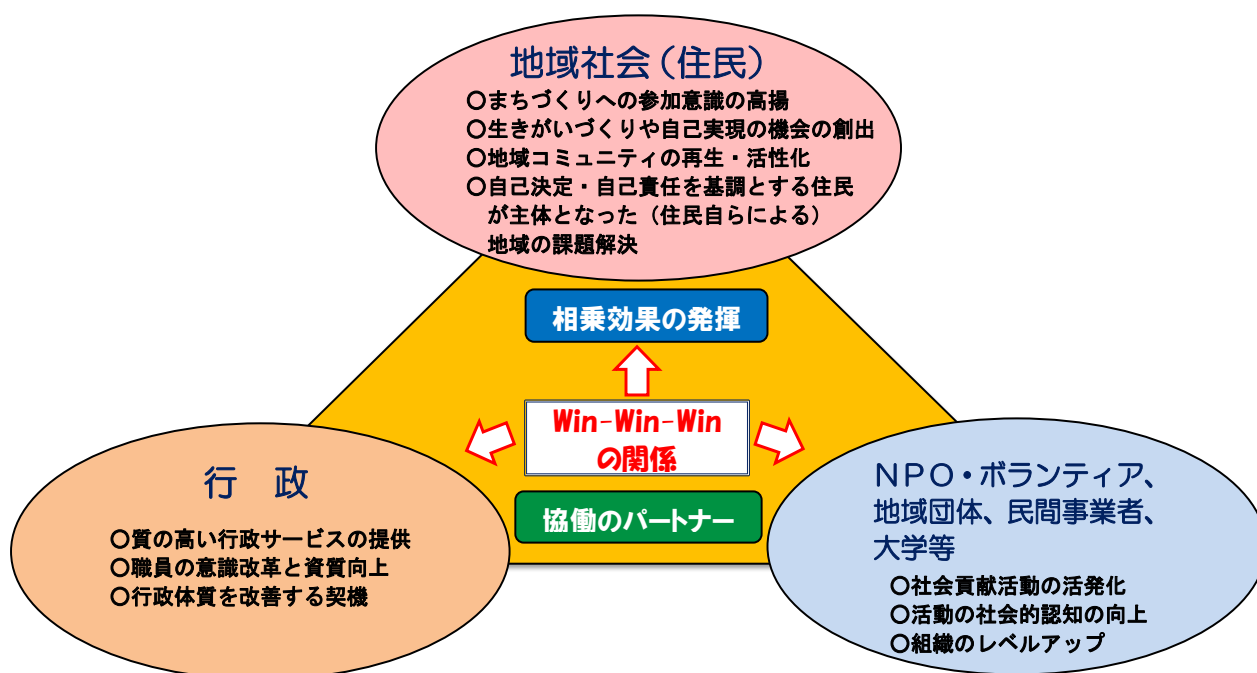 地域社会(住民)
○まちづくりへの参加意識の高揚
○生きがいづくりや自己実現の機会の創出
○地域コミュニティの再生・活性化
○自己決定・自己責任を基調とする住民
が主体となった(住民自らによる)
地域の課題解決
相乗効果の発揮
Win-Win-Win
の関係
協働のパートナー
行 政
○質の高い行政サービスの提供
○職員の意識改革と資質向上
○行政体質を改善する契機
NPO・ボランティア、
地域団体、民間事業者、
大学等
○社会貢献活動の活発化
○活動の社会的認知の向上
○組織のレベルアップ